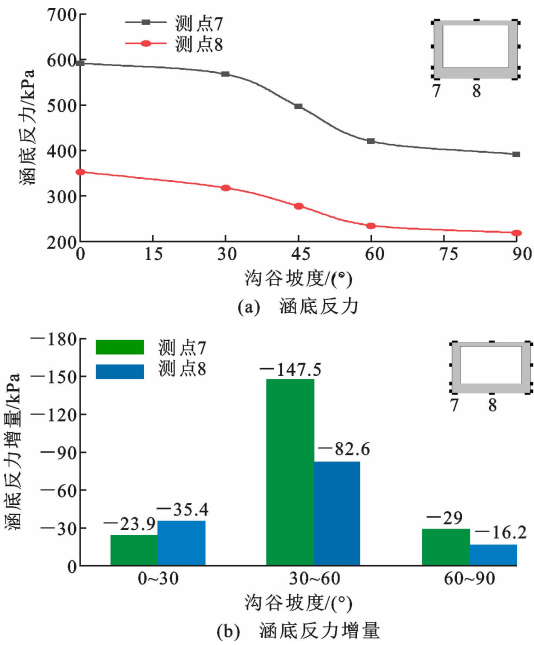 测点7
测点8
700
600
500
400
300
200
涵底反力/kPa
7 8
0 15 30 45 60 75 90
沟谷坡度/(°)
(a) 涵底反力
测点7
测点8
-180
-150
-120
-90
-60
-30
0
涵底反力增量/kPa
7 8
-23.9
-35.4
-147.5
-82.6
-29
-16.2
0~30 30~60 60~90
沟谷坡度/(°)
(b) 涵底反力增量